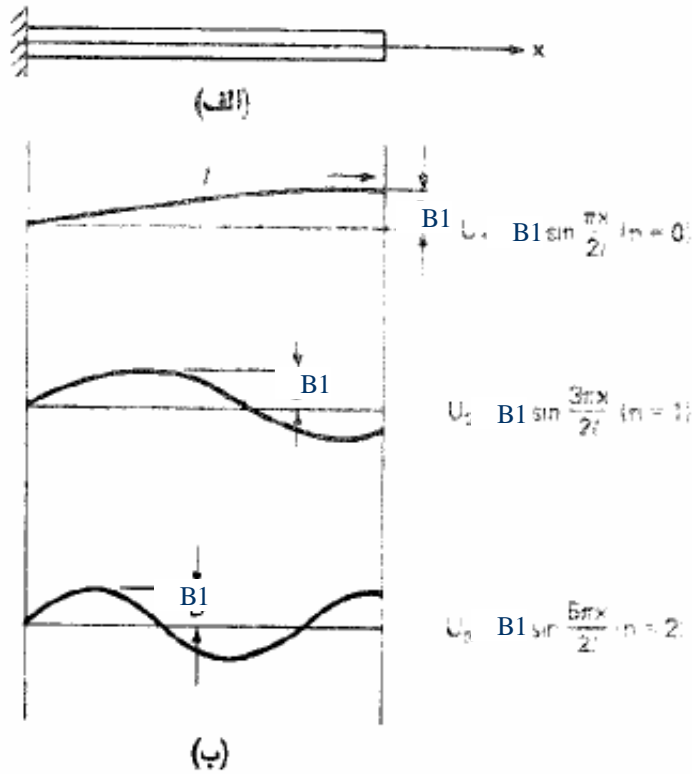 x
(الف)
l
B1 B1 sin πx/2l (n = 0)
B1
U₂ B1 sin 3πx/2l (n = 1)
B1
B1 sin 5πx/2l n = 2
(ب)